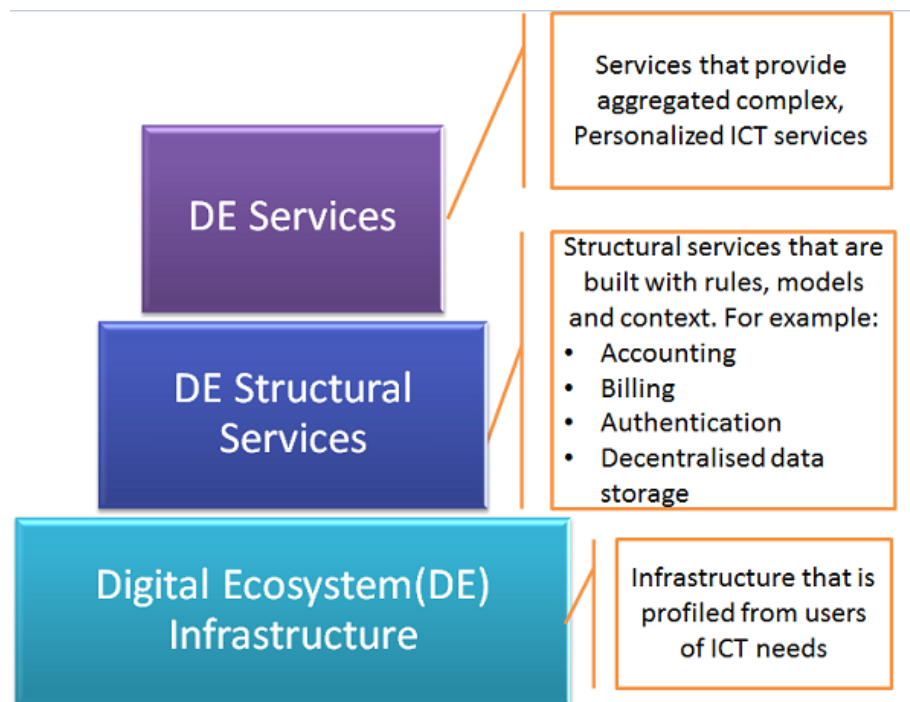 Services that provide
aggregated complex,
Personalized ICT services
DE Services
Structural services that are
built with rules, models
and context. For example:
• Accounting
• Billing
• Authentication
• Decentralised data
storage
DE Structural
Services
Digital Ecosystem(DE)
Infrastructure
Infrastructure that is
profiled from users
of ICT needs